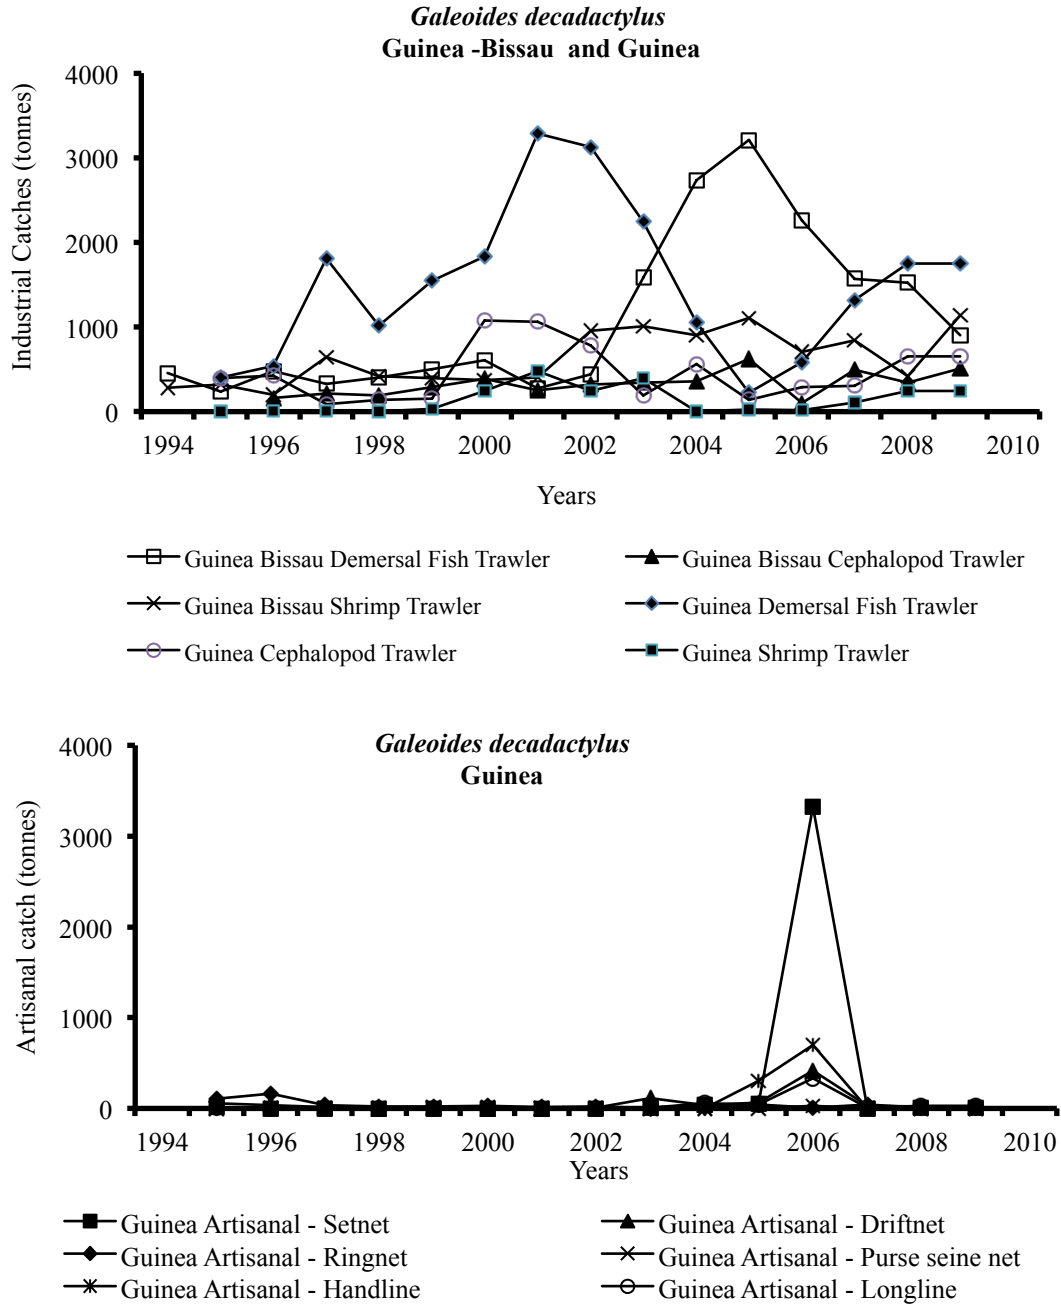 Galeoides decadactylus
Guinea -Bissau and Guinea
Industrial Catches (tonnes)
4000
3000
2000
1000
0
1994 1996 1998 2000 2002 2004 2006 2008 2010
Years
Guinea Bissau Demersal Fish Trawler Guinea Bissau Cephalopod Trawler
Guinea Bissau Shrimp Trawler Guinea Demersal Fish Trawler
Guinea Cephalopod Trawler Guinea Shrimp Trawler
Galeoides decadactylus
Guinea
Artisanal catch (tonnes)
4000
3000
2000
1000
0
1994 1996 1998 2000 2002 2004 2006 2008 2010
Years
Guinea Artisanal - Setnet Guinea Artisanal - Driftnet
Guinea Artisanal - Ringnet Guinea Artisanal - Purse seine net
Guinea Artisanal - Handline Guinea Artisanal - Longline